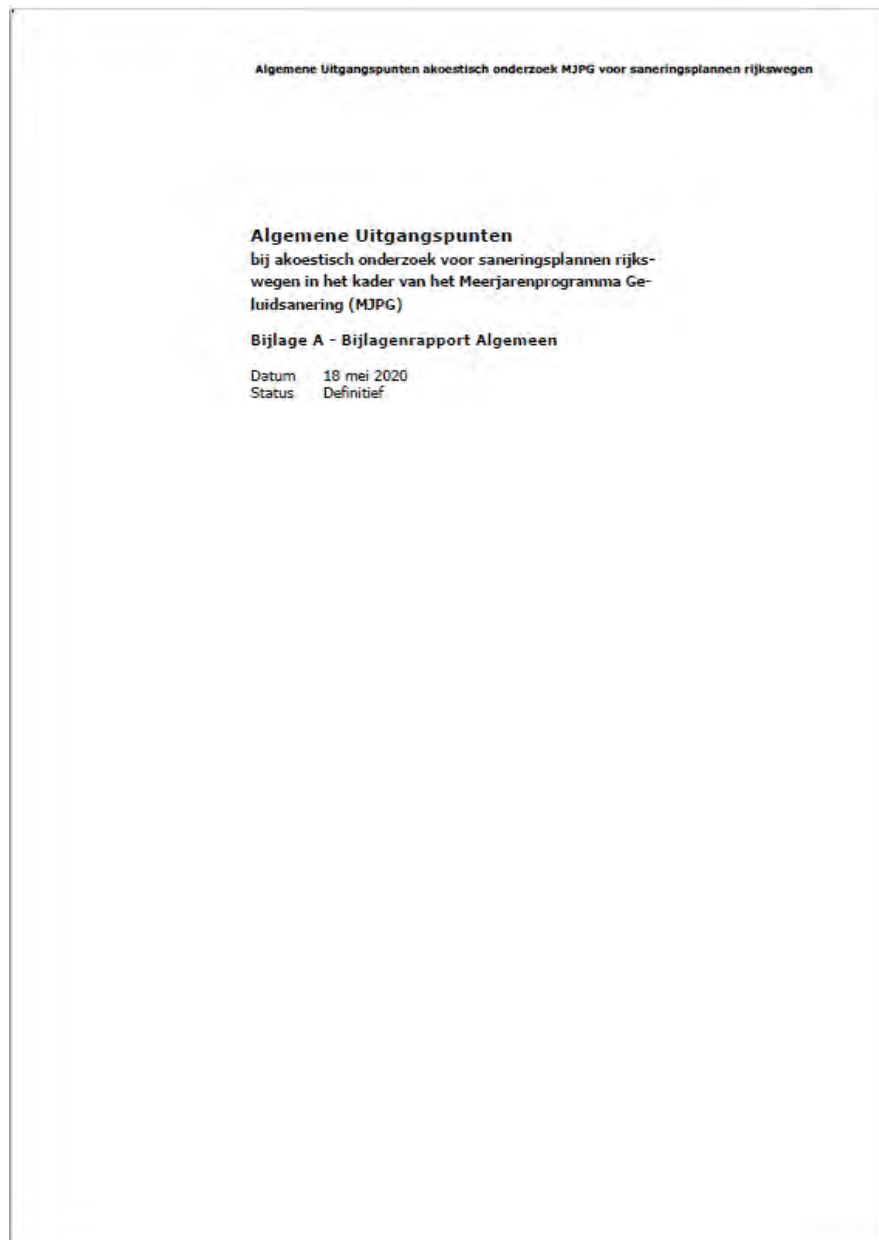 Algemene Uitgangspunten akoestisch onderzoek MJPG voor saneringsplannen rijkswegen
Algemene Uitgangspunten
bij akoestisch onderzoek voor saneringsplannen rijks-
wegen in het kader van het Meerjarenprogramma Ge-
luidsanering (MJPG)
Bijlage A - Bijlagenrapport Algemeen
Datum 18 mei 2020
Status Definitief